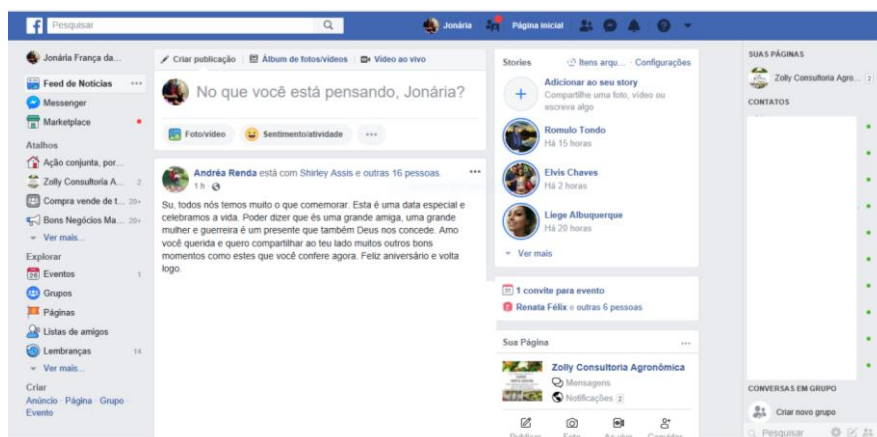 f Pesquisar
Jonária
Página inicial
Jonária França da...
Feed de Notícias
Messenger
Marketplace
Atalhos
Ação conjunta, por...
Zolly Consultoria A... 2
Compra vende de t... 20+
Bons Negócios Ma... 20+
Ver mais...
Explorar
Eventos 1
Grupos
Páginas
Listas de amigos
Lembranças 14
Ver mais...
Criar
Anúncio · Página · Grupo ·
Evento
Criar publicação
Álbum de fotos/vídeos
Vídeo ao vivo
No que você está pensando, Jonária?
Foto/vídeo
Sentimento/atividade
Andréa Renda está com Shirley Assis e outras 16 pessoas.
1 h ·
Su, todos nós temos muito o que comemorar. Esta é uma data especial e
celebramos a vida. Poder dizer que és uma grande amiga, uma grande
mulher e guerreira é um presente que também Deus nos concede. Amo
você querida e quero compartilhar ao teu lado muitos outros bons
momentos como estes que você confere agora. Feliz aniversário e volta
logo.
Stories
Itens arqu... · Configurações
Adicionar ao seu story
Compartilhe uma foto, vídeo ou
escreva algo
Romulo Tondo
Há 15 horas
Elvis Chaves
Há 2 horas
Liege Albuquerque
Há 20 horas
Ver mais
1 convite para evento
Renata Félix e outras 6 pessoas
Sua Página
Zolly Consultoria Agronômica
Mensagens
Notificações 2
Publicar Foto Ao vivo Convidar
SUAS PÁGINAS
Zolly Consultoria Agro... 2
CONTATOS
CONVERSAS EM GRUPO
Criar novo grupo
Pesquisar